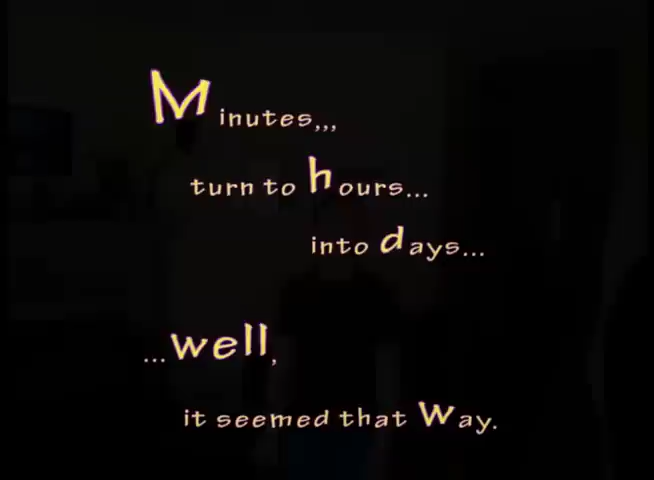 Minutes,,,
turn to hours...
into days...
...well,
it seemed that Way.